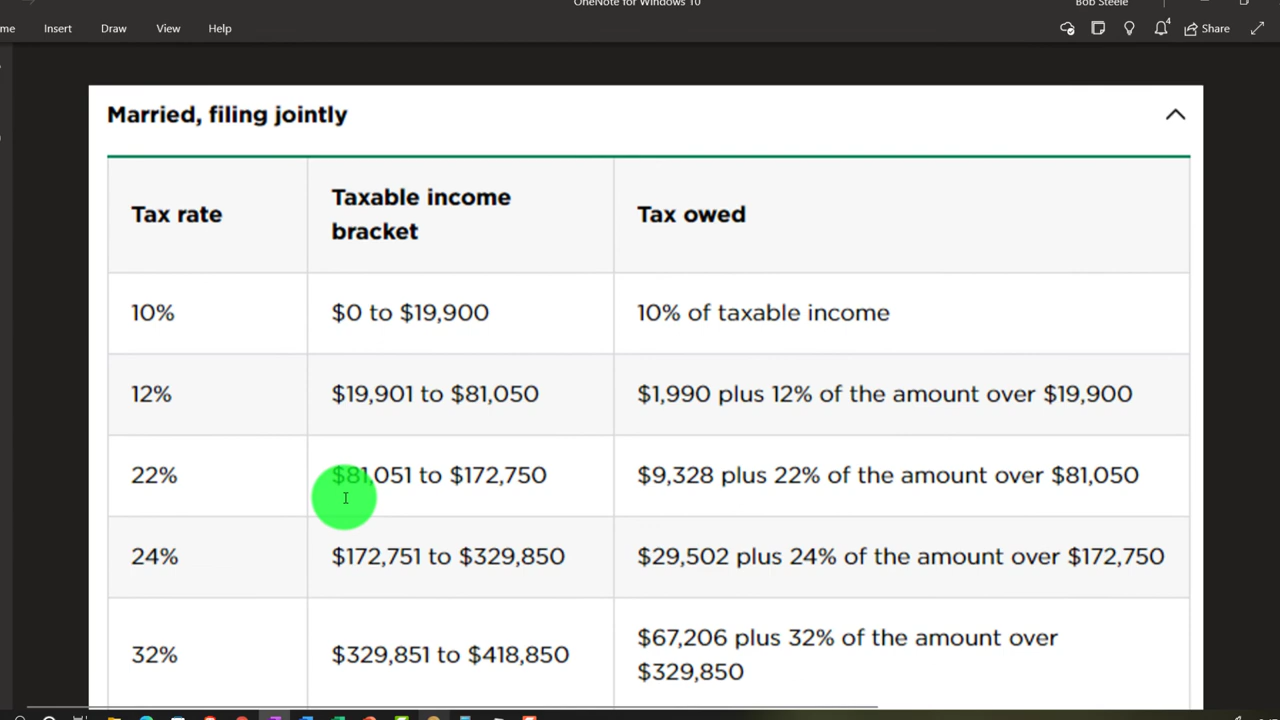 OneNote for Windows 10
Bob Steele
me Insert Draw View Help
4 Share
Married, filing jointly
Tax rate
Taxable income
bracket
Tax owed
10% $0 to $19,900 10% of taxable income
12% $19,901 to $81,050 $1,990 plus 12% of the amount over $19,900
22% $81,051 to $172,750 $9,328 plus 22% of the amount over $81,050
24% $172,751 to $329,850 $29,502 plus 24% of the amount over $172,750
32% $329,851 to $418,850 $67,206 plus 32% of the amount over
$329,850